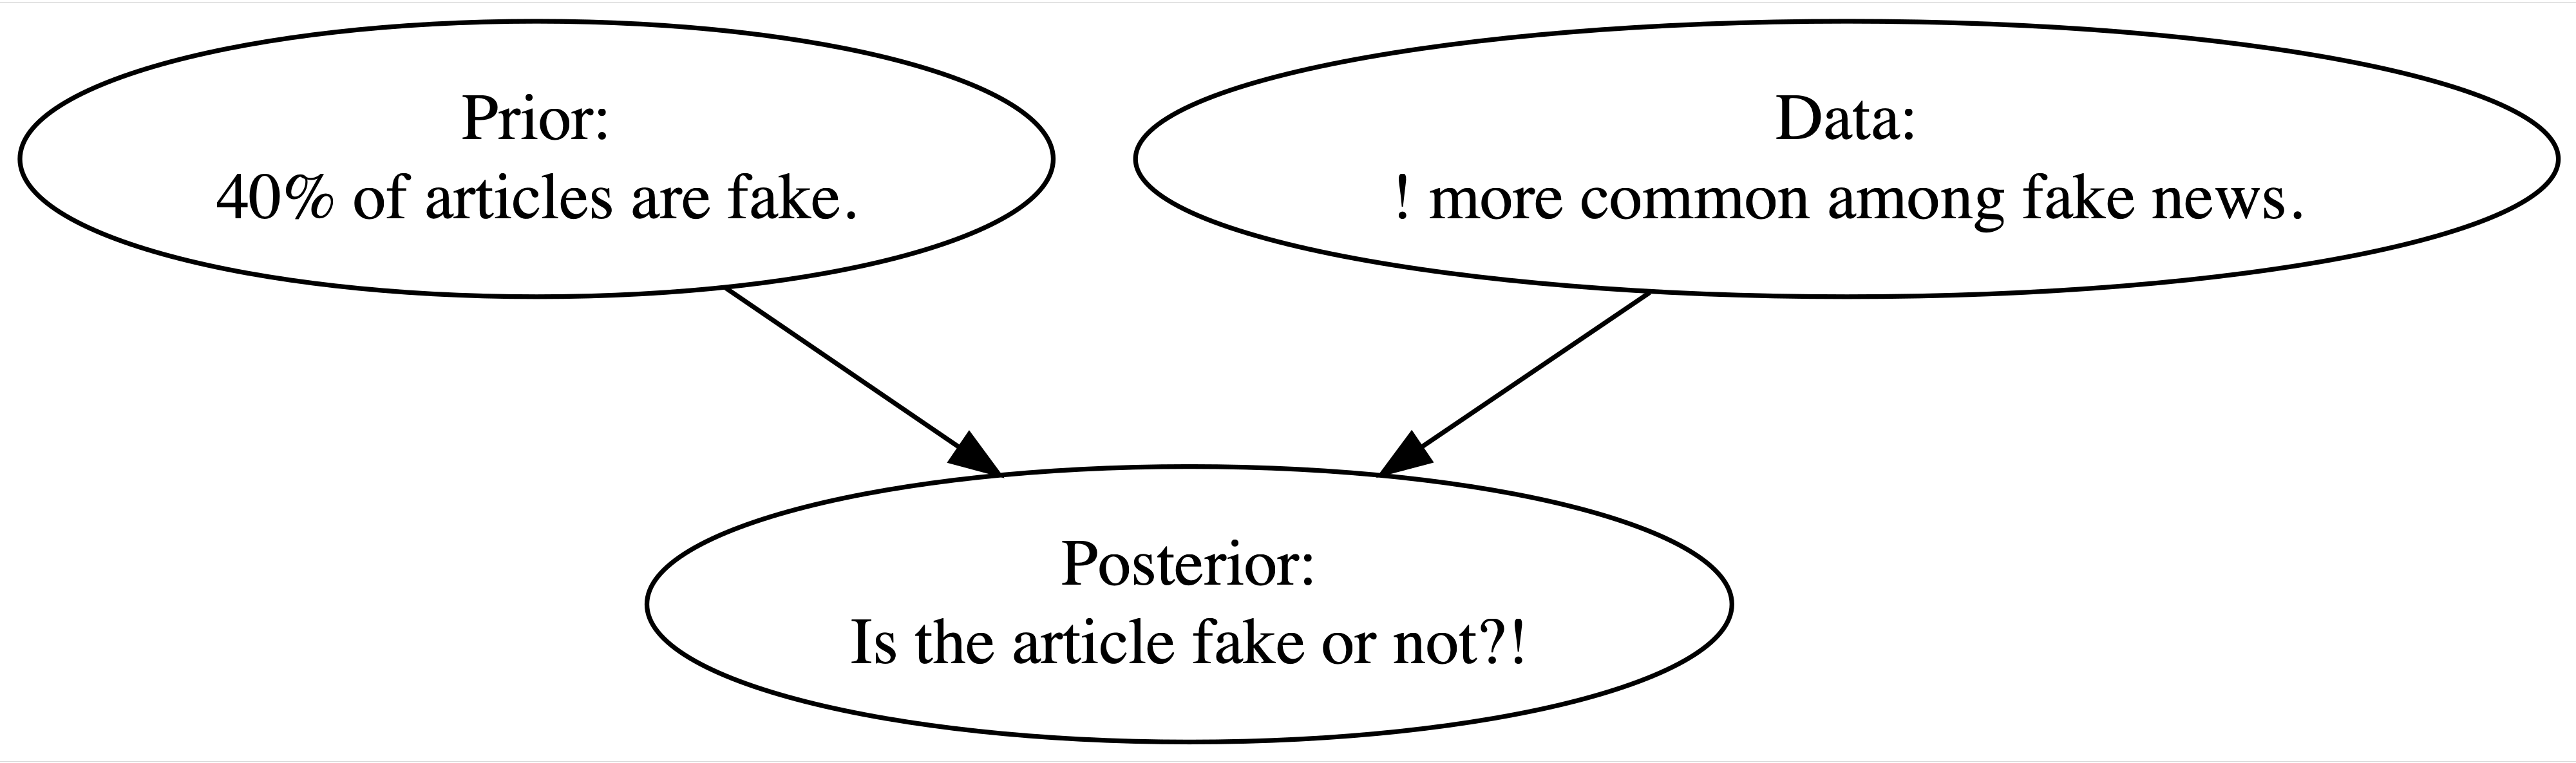 Prior:
40% of articles are fake.
Data:
! more common among fake news.
Posterior:
Is the article fake or not?!